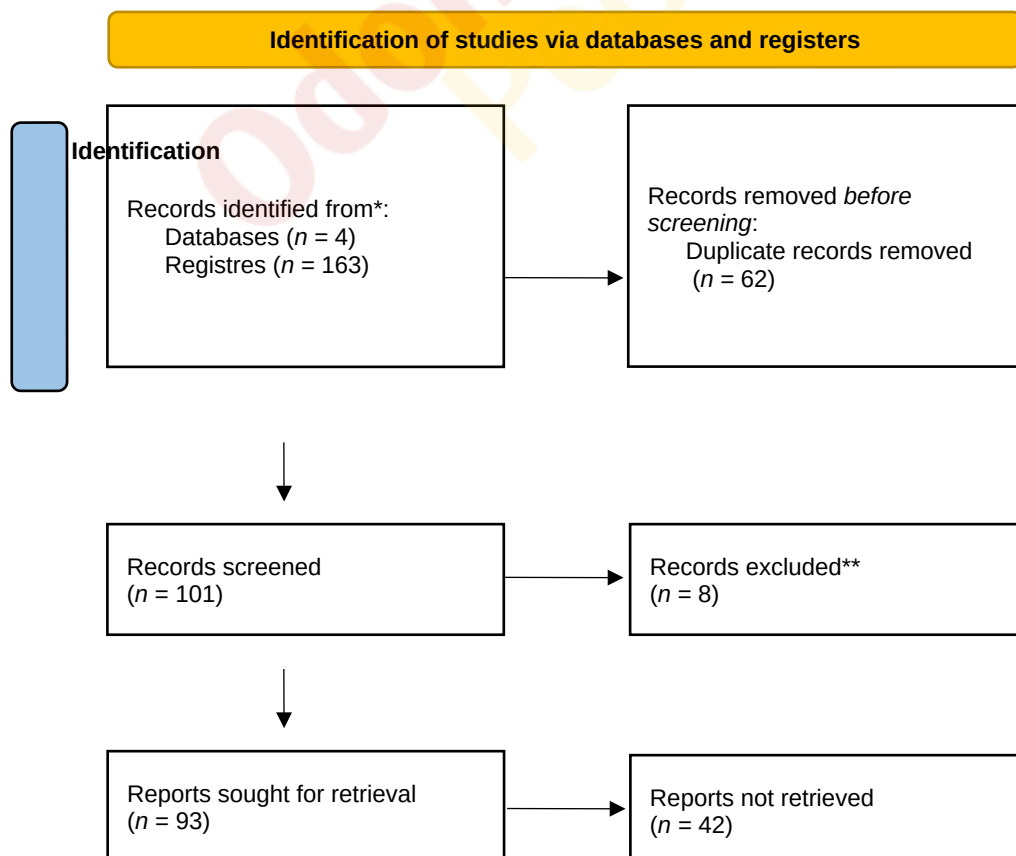 Identification of studies via databases and registers
Identification
Records identified from*:
Databases (n = 4)
Registres (n = 163)
Records removed before
screening:
Duplicate records removed
(n = 62)
Records screened
(n = 101)
Records excluded**
(n = 8)
Reports sought for retrieval
(n = 93)
Reports not retrieved
(n = 42)